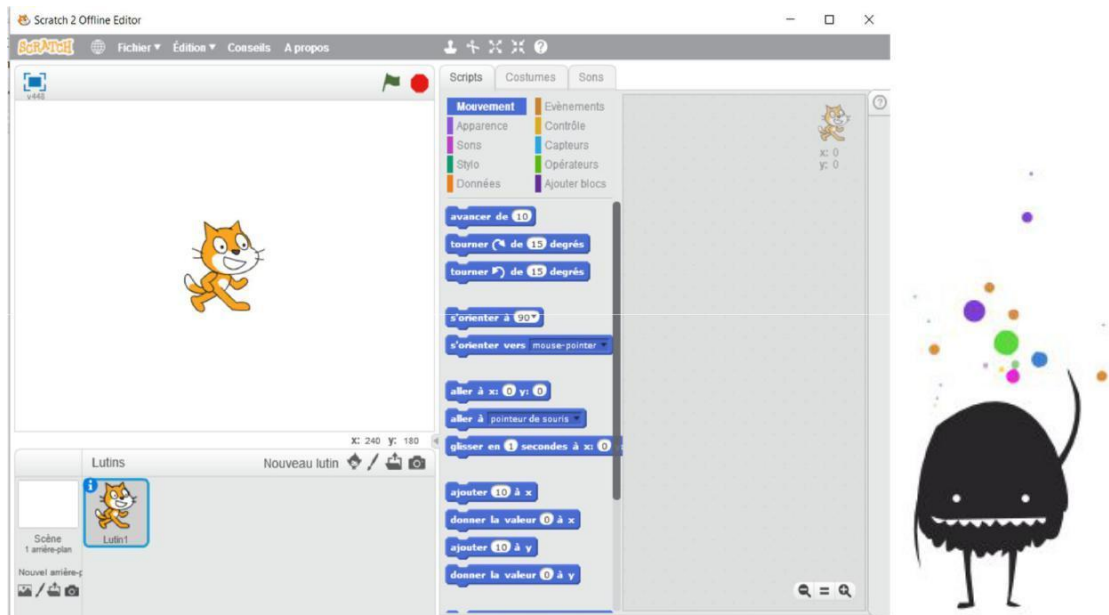 Scratch 2 Offline Editor
SCRATCH Fichier Édition Conseils A propos
v448
Scripts Costumes Sons
Mouvement Evènements
Apparence Contrôle
Sons Capteurs
Stylo Opérateurs
Données Ajouter blocs
x: 0
y: 0
avancer de 10
tourner de 15 degrés
tourner de 15 degrés
s'orienter à 90
s'orienter vers mouse-pointer
aller à x: 0 y: 0
aller à pointeur de souris
glisser en 1 secondes à x: 0
ajouter 10 à x
donner la valeur 0 à x
ajouter 10 à y
donner la valeur 0 à y
X: 240 y: 180
Lutins Nouveau lutin
Scène
1 arrière-plan
Lutin1
Nouvel arrière-p